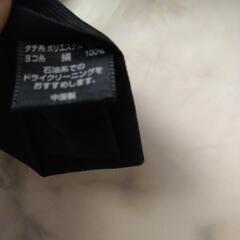 タテ糸 ポリエステル
ヨコ糸 絹 100%
石油系での
ドライクリーニングを
おすすめします。
中国製